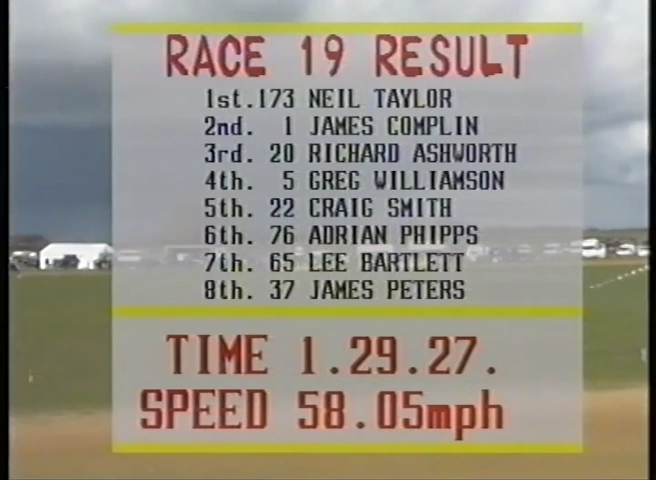 RACE 19 RESULT
1st. 173 NEIL TAYLOR
2nd. 1 JAMES COMPLIN
3rd. 20 RICHARD ASHWORTH
4th. 5 GREG WILLIAMSON
5th. 22 CRAIG SMITH
6th. 76 ADRIAN PHIPPS
7th. 65 LEE BARTLETT
8th. 37 JAMES PETERS
TIME 1.29.27.
SPEED 58.05mph